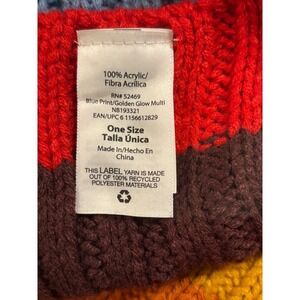 100% Acrylic/
Fibra Acrílica
RN# 52469
Blue Print/Golden Glow Multi
NB193321
EAN/UPC 6 1156612829
One Size
Talla Única
Made In/Hecho En
China
THIS LABEL YARN IS MADE
OUT OF 100% RECYCLED
POLYESTER MATERIALS